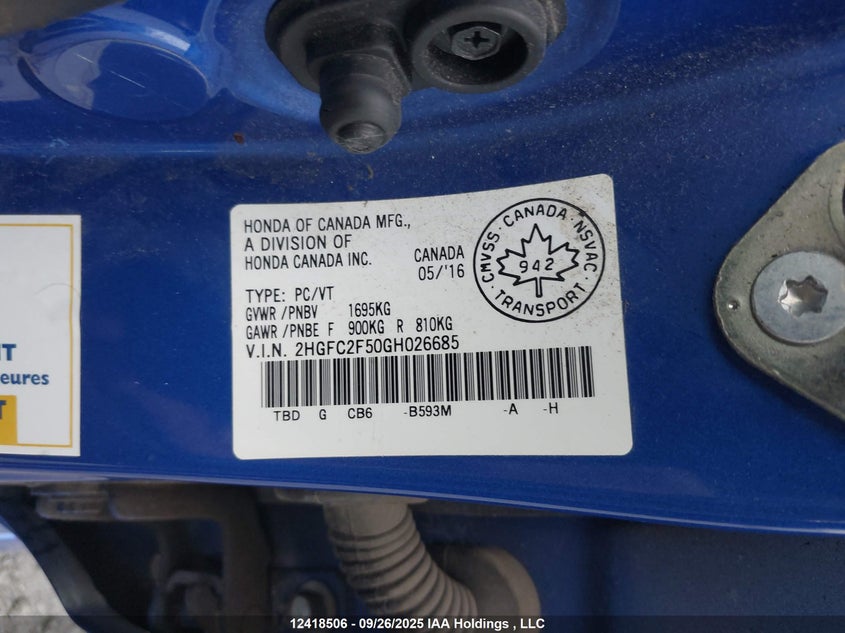 HONDA OF CANADA MFG.,
A DIVISION OF
HONDA CANADA INC.
CANADA
05/'16
TYPE: PC/VT
GVWR /PNBV 1695KG
GAWR /PNBE F 900KG R 810KG
V.I.N. 2HGFC2F50GH026685
TBD G CB6 -B593M -A -H
CMVSS · CANADA · NSVAC ·
942
TRANSPORT
eures
12418506 - 09/26/2025 IAA Holdings , LLC